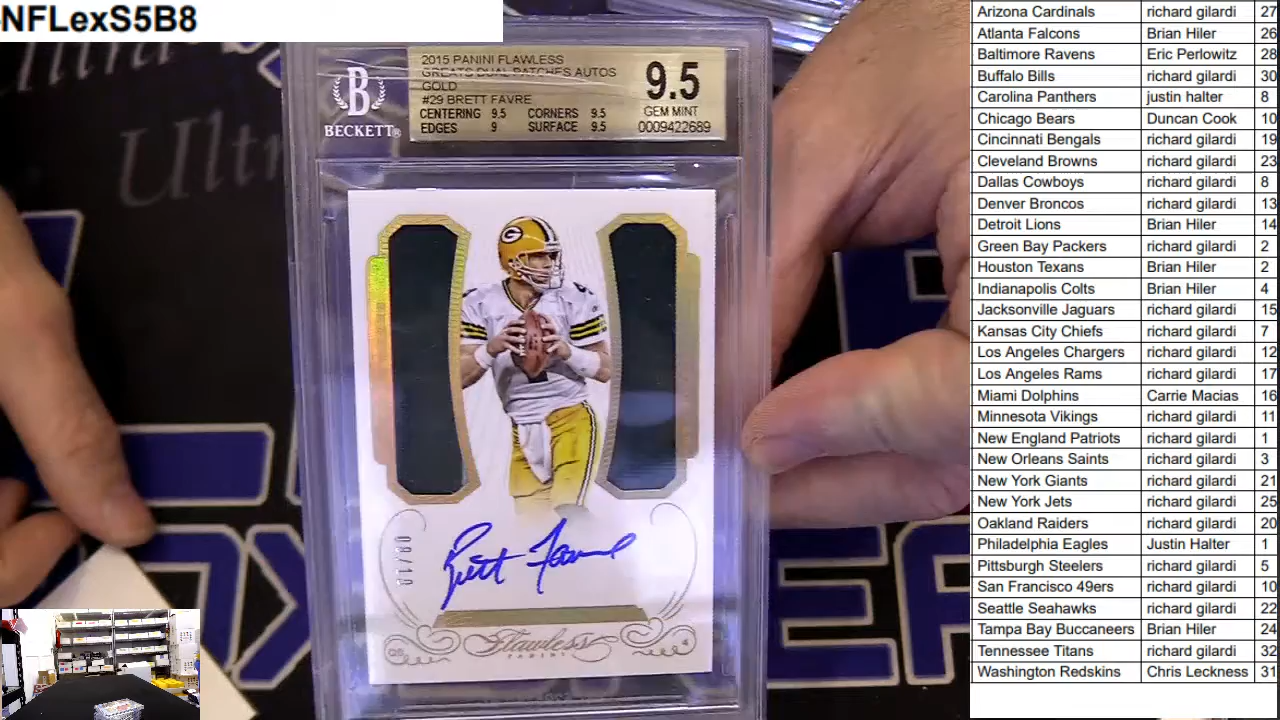 NFLexS5B8
2015 PANINI FLAWLESS
GREATS DUAL PATCHES AUTOS
GOLD
#29 BRETT FAVRE
CENTERING 9.5 CORNERS 9.5
EDGES 9 SURFACE 9.5
9.5
GEM MINT
0009422689
B
BECKETT
Ultr
G
Brett Favre
QB
Flawless
PANINI
4
Arizona Cardinals richard gilardi 27
Atlanta Falcons Brian Hiler 26
Baltimore Ravens Eric Perlowitz 28
Buffalo Bills richard gilardi 30
Carolina Panthers justin halter 8
Chicago Bears Duncan Cook 10
Cincinnati Bengals richard gilardi 19
Cleveland Browns richard gilardi 23
Dallas Cowboys richard gilardi 8
Denver Broncos richard gilardi 13
Detroit Lions Brian Hiler 14
Green Bay Packers richard gilardi 2
Houston Texans Brian Hiler 2
Indianapolis Colts Brian Hiler 4
Jacksonville Jaguars richard gilardi 15
Kansas City Chiefs richard gilardi 7
Los Angeles Chargers richard gilardi 12
Los Angeles Rams richard gilardi 17
Miami Dolphins Carrie Macias 16
Minnesota Vikings richard gilardi 11
New England Patriots richard gilardi 1
New Orleans Saints richard gilardi 3
New York Giants richard gilardi 21
New York Jets richard gilardi 25
Oakland Raiders richard gilardi 20
Philadelphia Eagles Justin Halter 1
Pittsburgh Steelers richard gilardi 5
San Francisco 49ers richard gilardi 10
Seattle Seahawks richard gilardi 22
Tampa Bay Buccaneers Brian Hiler 24
Tennessee Titans richard gilardi 32
Washington Redskins Chris Leckness 31